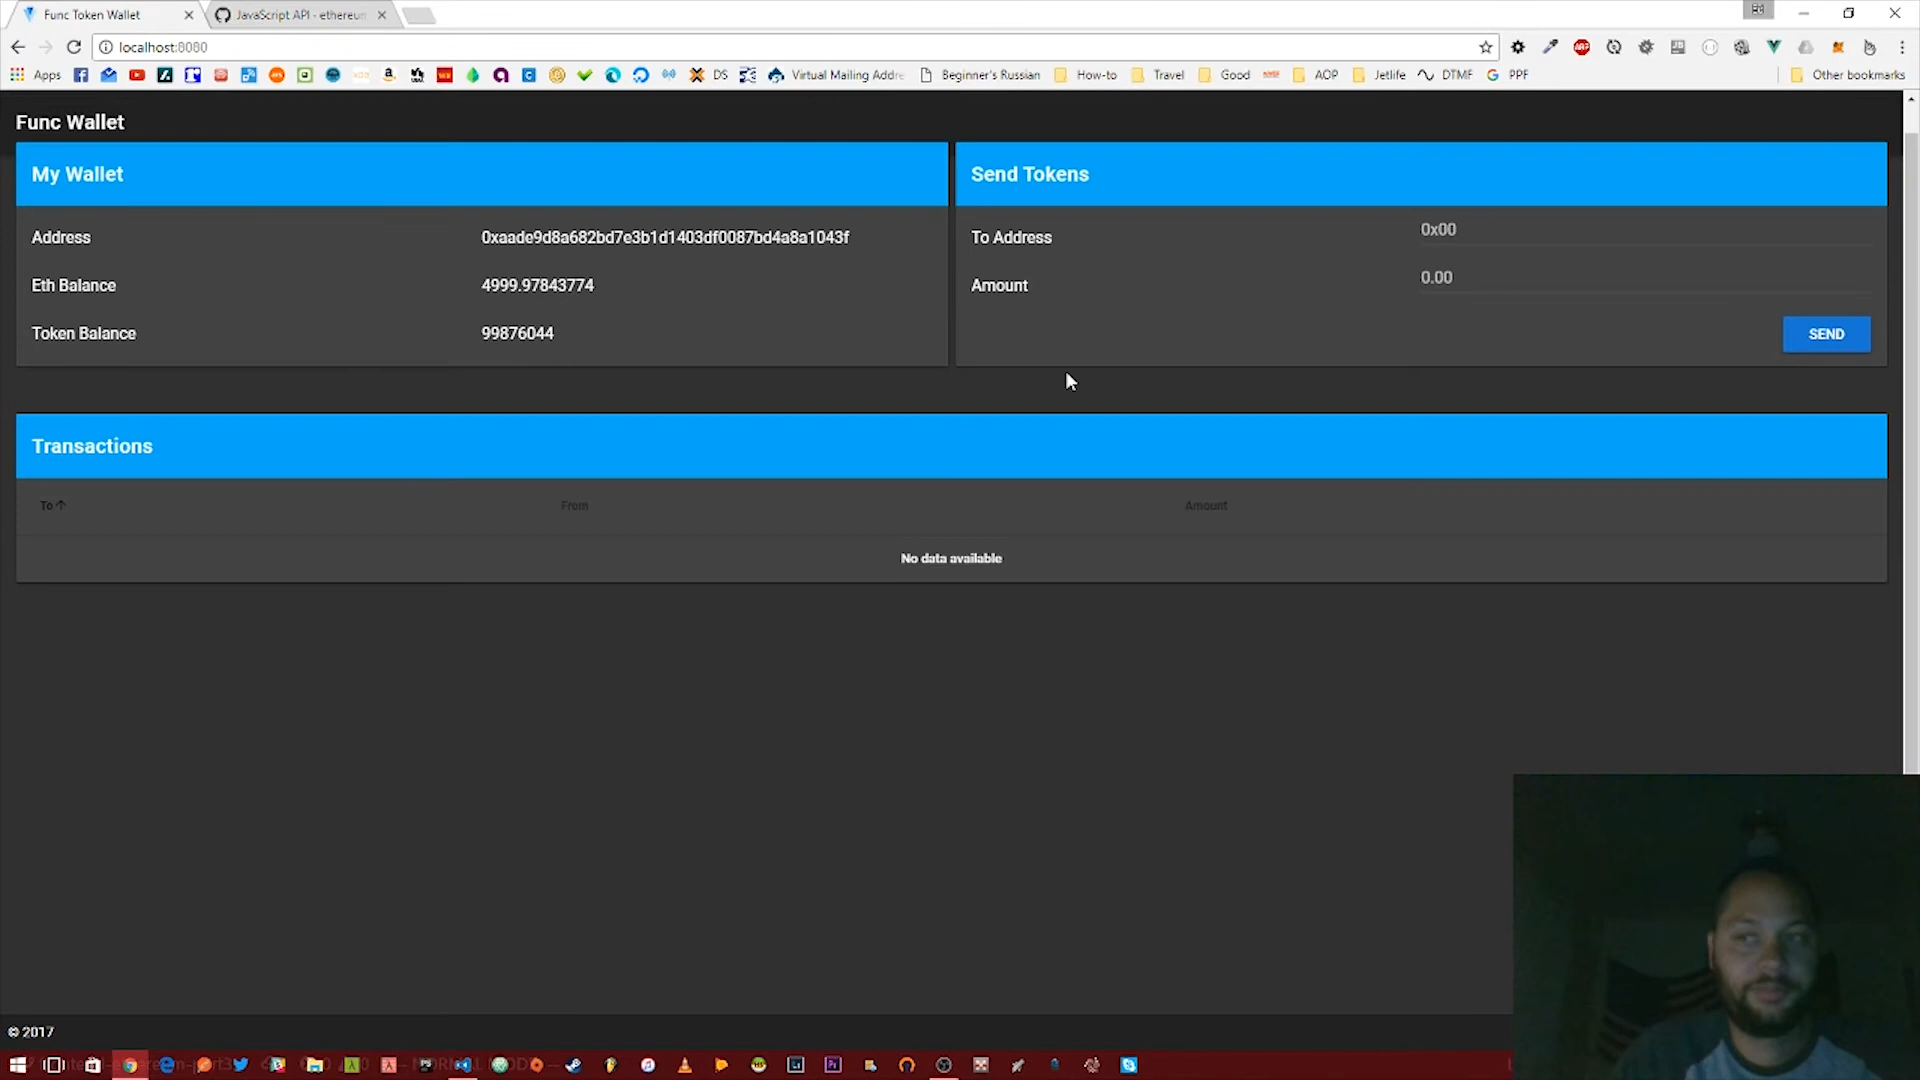 Func Token Wallet
JavaScript API - ethereum
localhost:8080
Apps
DS
Virtual Mailing Addre
Beginner's Russian
How-to
Travel
Good
AOP
Jetlife
DTMF
PPF
Other bookmarks
Func Wallet
My Wallet
Address 0xaade9d8a682bd7e3b1d1403df0087bd4a8a1043f
Eth Balance 4999.97843774
Token Balance 99876044
Send Tokens
To Address 0x00
Amount 0.00
SEND
Transactions
To From Amount
No data available
© 2017